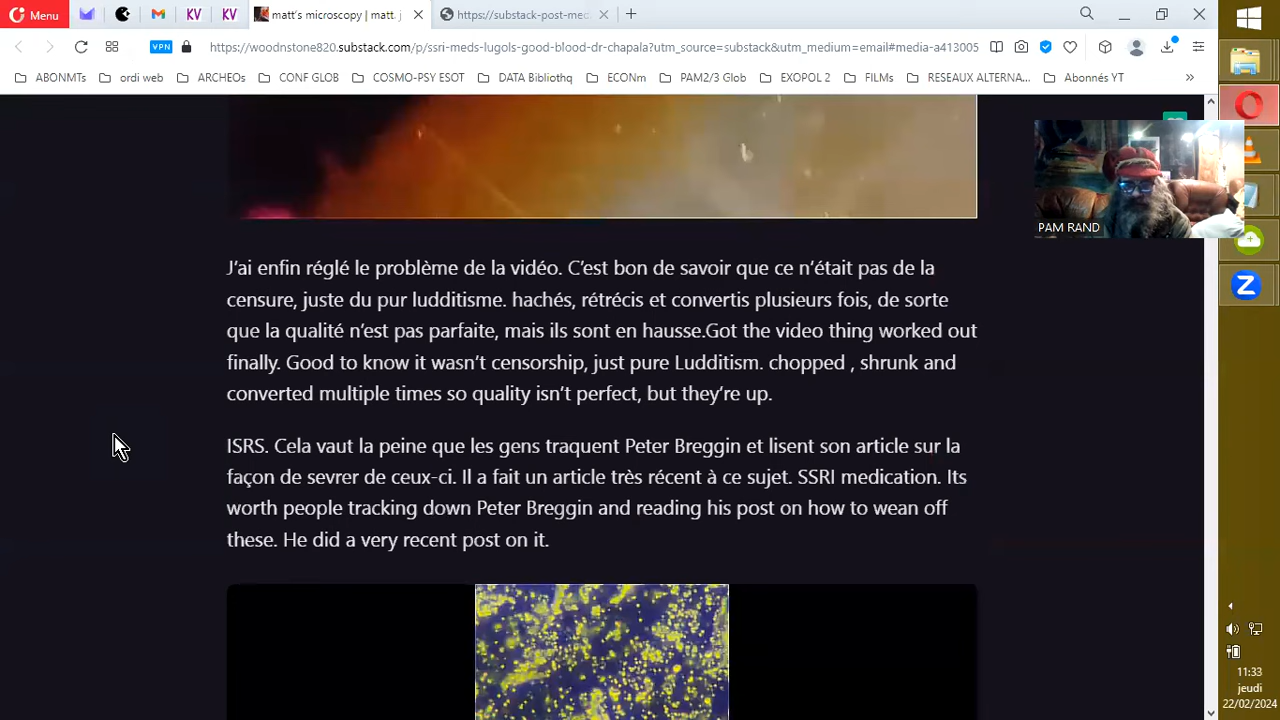 Menu
KV
KV
matt's microscopy | matt. j
https://substack-post-med
VPN
https://woodnstone820.substack.com/p/ssri-meds-lugols-good-blood-dr-chapala?utm_source=substack&utm_medium=email#media-a413005
ABONMTs
ordi web
ARCHEOs
CONF GLOB
COSMO-PSY ESOT
DATA Biblithq
ECONm
PAM2/3 Glob
EXOPOL 2
FILMs
RESEAUX ALTERNA...
Abonnés YT
»
PAM RAND
J'ai enfin réglé le problème de la vidéo. C'est bon de savoir que ce n'était pas de la
censure, juste du pur ludditisme. hachés, rétrécis et convertis plusieurs fois, de sorte
que la qualité n'est pas parfaite, mais ils sont en hausse.Got the video thing worked out
finally. Good to know it wasn't censorship, just pure Ludditism. chopped , shrunk and
converted multiple times so quality isn't perfect, but they're up.
ISRS. Cela vaut la peine que les gens traquent Peter Breggin et lisent son article sur la
façon de sevrer de ceux-ci. Il a fait un article très récent à ce sujet. SSRI medication. Its
worth people tracking down Peter Breggin and reading his post on how to wean off
these. He did a very recent post on it.
11:33
jeudi
22/02/2024